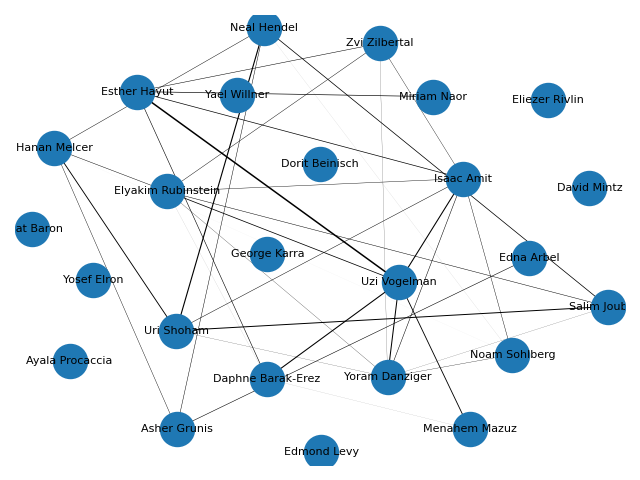 Neal Hendel
Zvi Zilbertal
Esther Hayut
Yael Willner
Miriam Naor
Eliezer Rivlin
Hanan Melcer
Dorit Beinisch
Isaac Amit
Elyakim Rubinstein
David Mintz
at Baron
George Karra
Edna Arbel
Yosef Elron
Uzi Vogelman
Salim Joub
Uri Shoham
Noam Sohlberg
Ayala Procaccia
Daphne Barak-Erez
Yoram Danziger
Asher Grunis
Menahem Mazuz
Edmond Levy